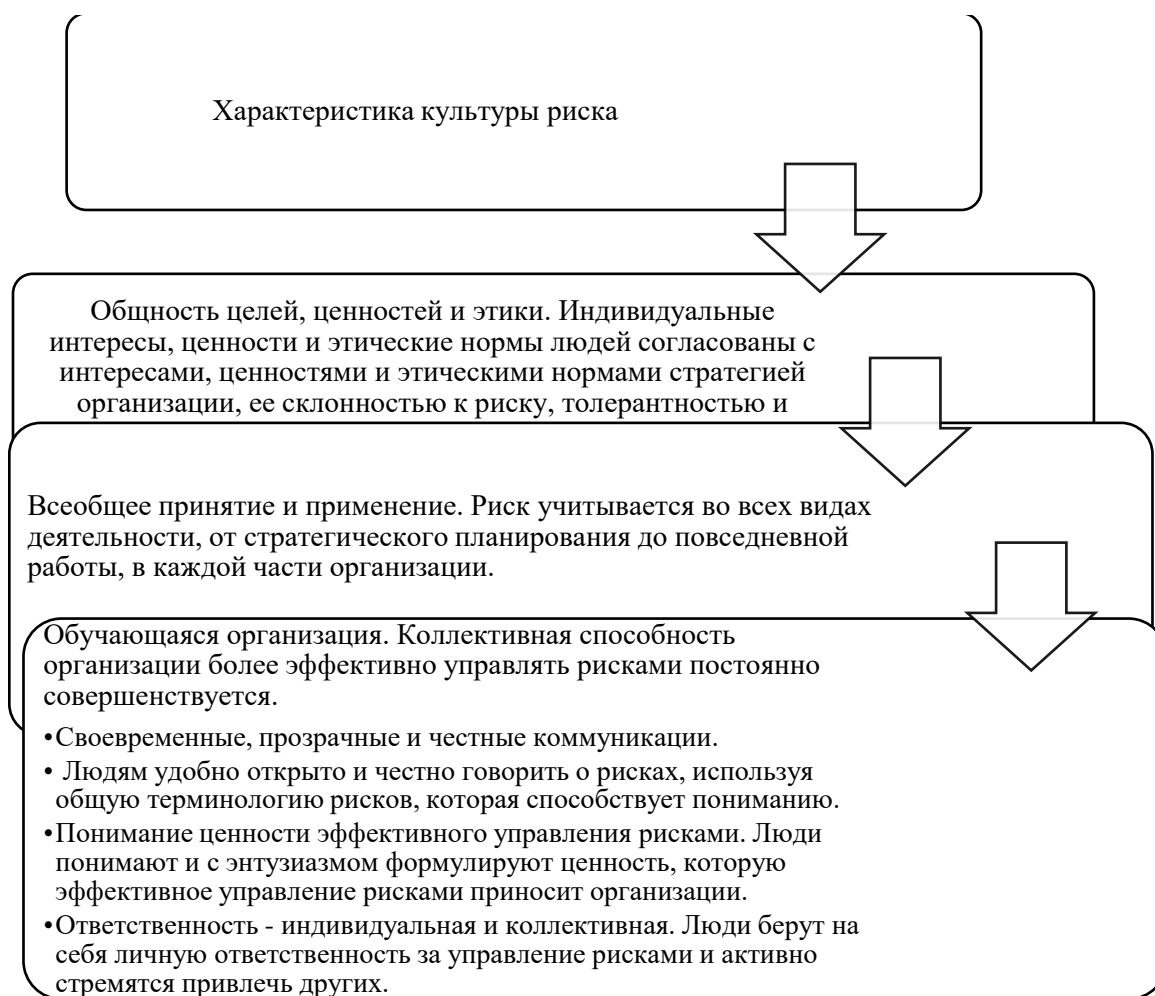 Характеристика культуры риска
Общность целей, ценностей и этики. Индивидуальные
интересы, ценности и этические нормы людей согласованы с
интересами, ценностями и этическими нормами стратегией
организации, ее склонностью к риску, толерантностью и
Всеобщее принятие и применение. Риск учитывается во всех видах
деятельности, от стратегического планирования до повседневной
работы, в каждой части организации.
Обучающаяся организация. Коллективная способность
организации более эффективно управлять рисками постоянно
совершенствуется.
•Своевременные, прозрачные и честные коммуникации.
• Людям удобно открыто и честно говорить о рисках, используя
общую терминологию рисков, которая способствует пониманию.
•Понимание ценности эффективного управления рисками. Люди
понимают и с энтузиазмом формулируют ценность, которую
эффективное управление рисками приносит организации.
•Ответственность - индивидуальная и коллективная. Люди берут на
себя личную ответственность за управление рисками и активно
стремятся привлечь других.